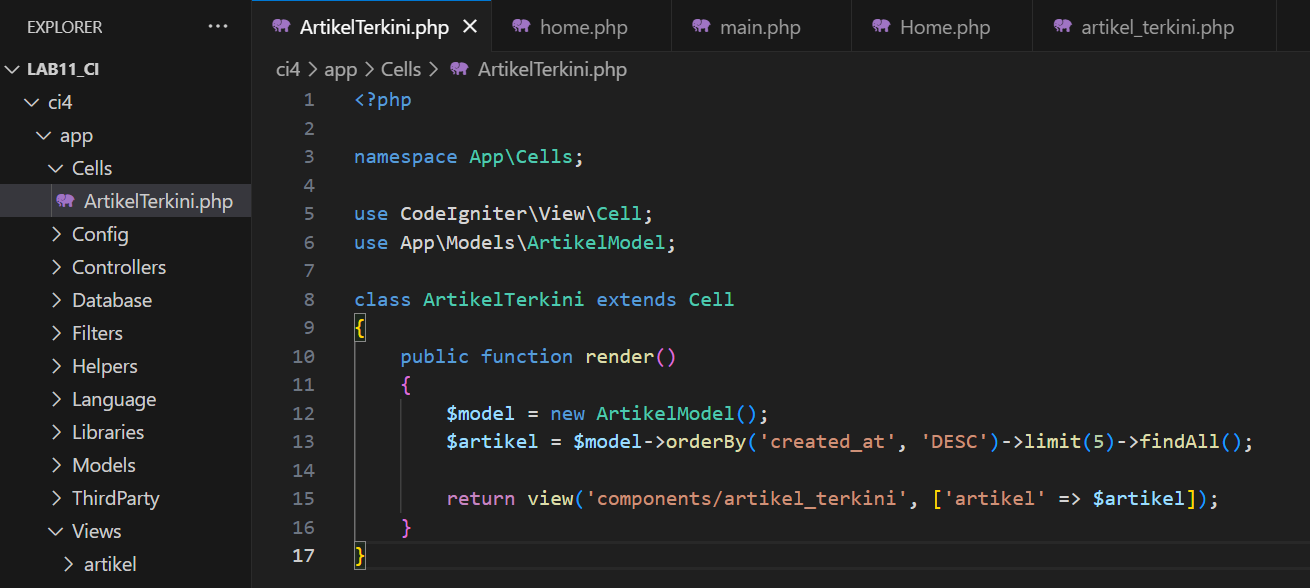 EXPLORER ···
LAB11_CI
ci4
app
Cells
ArtikelTerkini.php
Config
Controllers
Database
Filters
Helpers
Language
Libraries
Models
ThirdParty
Views
artikel
ArtikelTerkini.php
home.php
main.php
Home.php
artikel_terkini.php
ci4 > app > Cells > ArtikelTerkini.php
1 <?php
2
3 namespace App\Cells;
4
5 use CodeIgniter\View\Cell;
6 use App\Models\ArtikelModel;
7
8 class ArtikelTerkini extends Cell
9 {
10     public function render()
11     {
12         $model = new ArtikelModel();
13         $artikel = $model->orderBy('created_at', 'DESC')->limit(5)->findAll();
14
15         return view('components/artikel_terkini', ['artikel' => $artikel]);
16     }
17 }